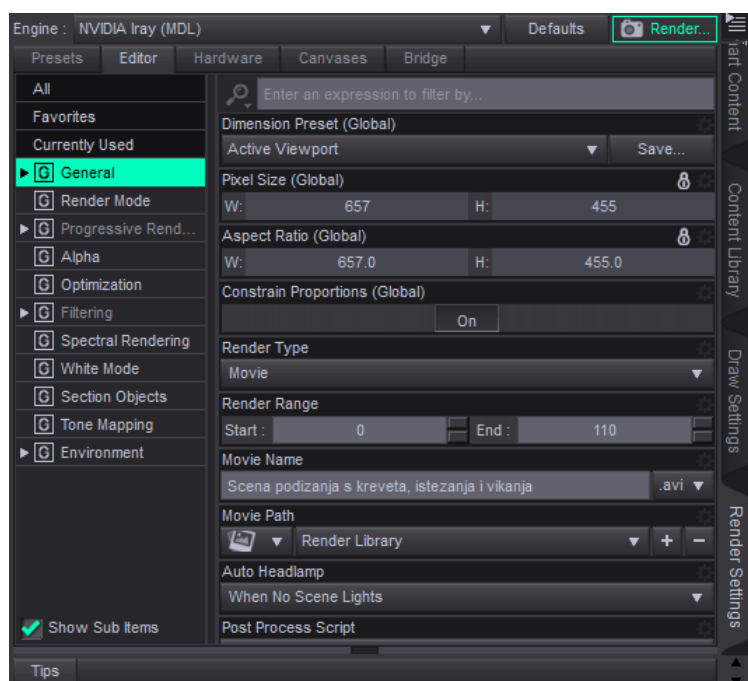 Engine : NVIDIA Iray (MDL) Defaults Render...
Presets Editor Hardware Canvases Bridge
All
Favorites
Currently Used
G General
G Render Mode
G Progressive Rend...
G Alpha
G Optimization
G Filtering
G Spectral Rendering
G White Mode
G Section Objects
G Tone Mapping
G Environment
Show Sub Items
Enter an expression to filter by...
Dimension Preset (Global)
Active Viewport Save...
Pixel Size (Global)
W: 657 H: 455
Aspect Ratio (Global)
W: 657.0 H: 455.0
Constrain Proportions (Global)
On
Render Type
Movie
Render Range
Start : 0 End : 110
Movie Name
Scena podizanja s kreveta, istezanja i vikanja .avi
Movie Path
Render Library + −
Auto Headlamp
When No Scene Lights
Post Process Script
Tips
Content
Content Library
Draw Settings
Render Settings